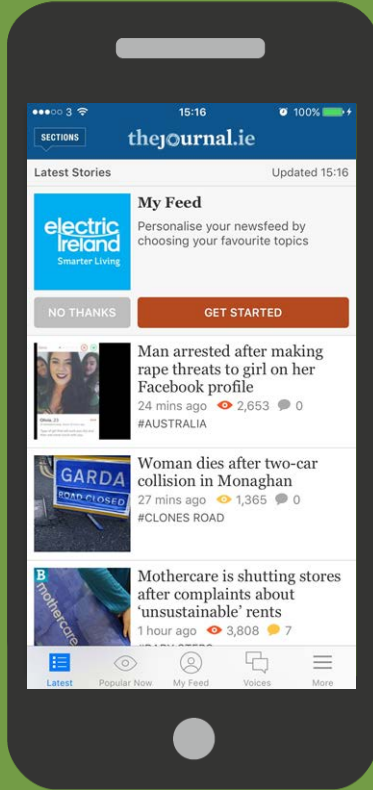 3
15:16
100%
SECTIONS
thejournal.ie
Latest Stories
Updated 15:16
electric
Ireland
Smarter Living
My Feed
Personalise your newsfeed by
choosing your favourite topics
NO THANKS
GET STARTED
Man arrested after making
rape threats to girl on her
Facebook profile
24 mins ago 2,653 0
#AUSTRALIA
GARDA
ROAD CLOSED
Woman dies after two-car
collision in Monaghan
27 mins ago 1,365 0
#CLONES ROAD
B
mothercare
Mothercare is shutting stores
after complaints about
‘unsustainable’ rents
1 hour ago 3,808 7
Latest
Popular Now
My Feed
Voices
More